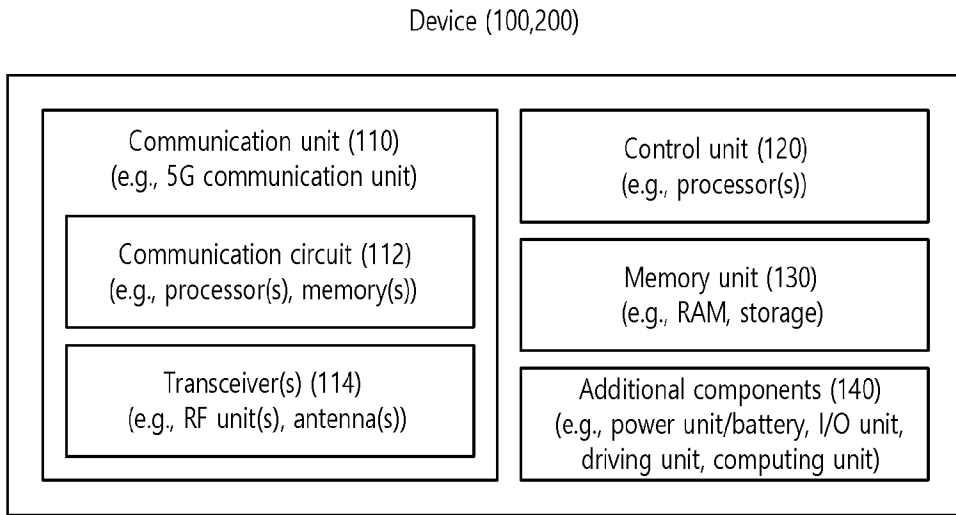 Device (100,200)
Communication unit (110)
(e.g., 5G communication unit)
Communication circuit (112)
(e.g., processor(s), memory(s))
Transceiver(s) (114)
(e.g., RF unit(s), antenna(s))
Control unit (120)
(e.g., processor(s))
Memory unit (130)
(e.g., RAM, storage)
Additional components (140)
(e.g., power unit/battery, I/O unit,
driving unit, computing unit)